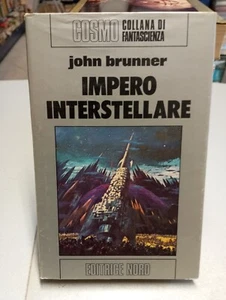 COSMO
COLLANA DI
FANTASCIENZA
john brunner
IMPERO
INTERSTELLARE
EDITRICE NORD